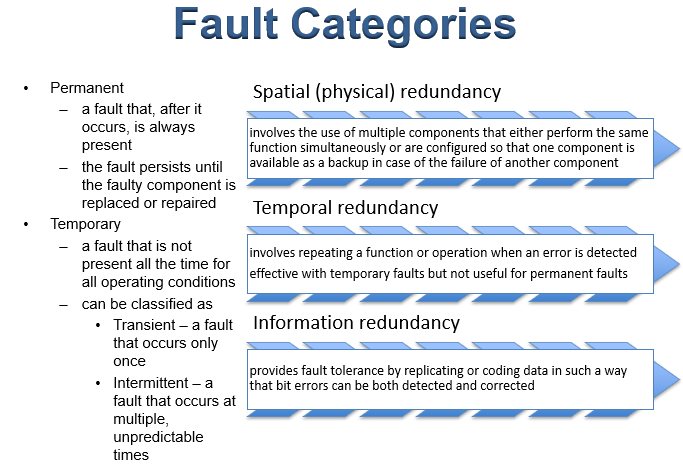 Fault Categories
• Permanent
– a fault that, after it
occurs, is always
present
– the fault persists until
the faulty component is
replaced or repaired
• Temporary
– a fault that is not
present all the time for
all operating conditions
– can be classified as
• Transient – a fault
that occurs only
once
• Intermittent – a
fault that occurs at
multiple,
unpredictable
times
Spatial (physical) redundancy
involves the use of multiple components that either perform the same
function simultaneously or are configured so that one component is
available as a backup in case of the failure of another component
Temporal redundancy
involves repeating a function or operation when an error is detected
effective with temporary faults but not useful for permanent faults
Information redundancy
provides fault tolerance by replicating or coding data in such a way
that bit errors can be both detected and corrected